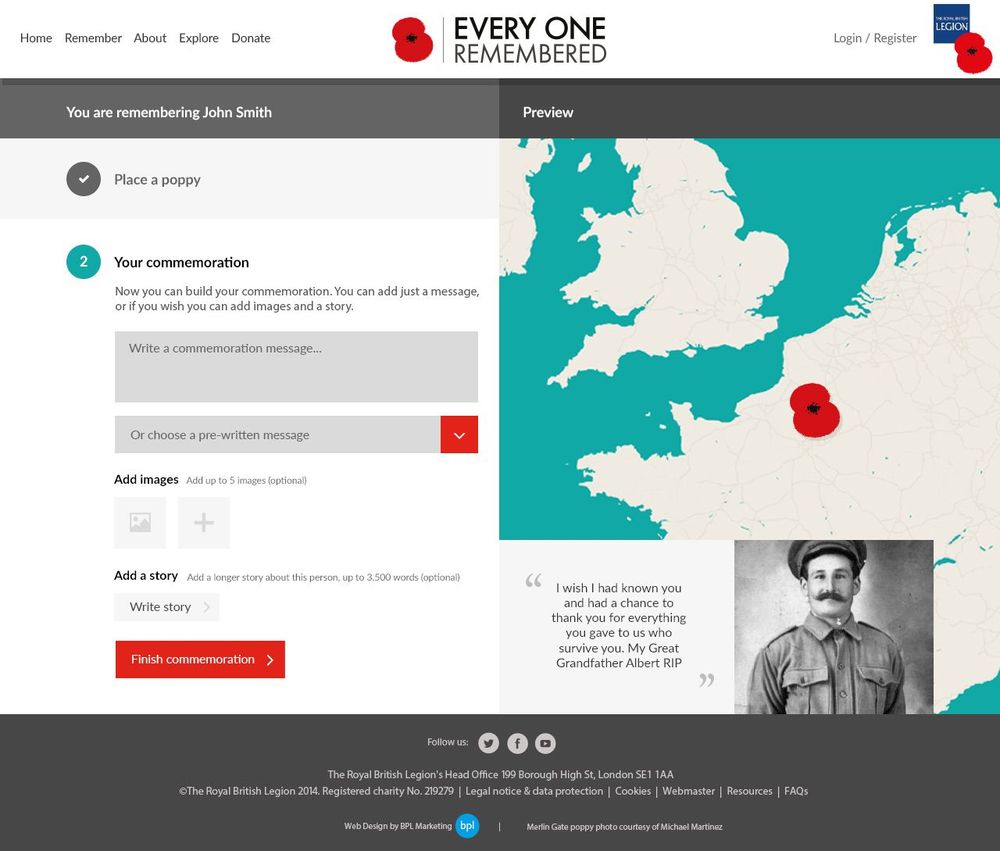 Home Remember About Explore Donate
EVERY ONE
REMEMBERED
Login / Register
THE ROYAL BRITISH
LEGION
You are remembering John Smith
Preview
Place a poppy
2
Your commemoration
Now you can build your commemoration. You can add just a message,
or if you wish you can add images and a story.
Write a commemoration message...
Or choose a pre-written message
Add images Add up to 5 images (optional)
Add a story Add a longer story about this person, up to 3,500 words (optional)
Write story
Finish commemoration
“ I wish I had known you
and had a chance to
thank you for everything
you gave to us who
survive you. My Great
Grandfather Albert RIP
”
Follow us:
The Royal British Legion's Head Office 199 Borough High St, London SE1 1AA
©The Royal British Legion 2014. Registered charity No. 219279 | Legal notice & data protection | Cookies | Webmaster | Resources | FAQs
Web Design by BPL Marketing bpl | Merlin Gate poppy photo courtesy of Michael Martinez